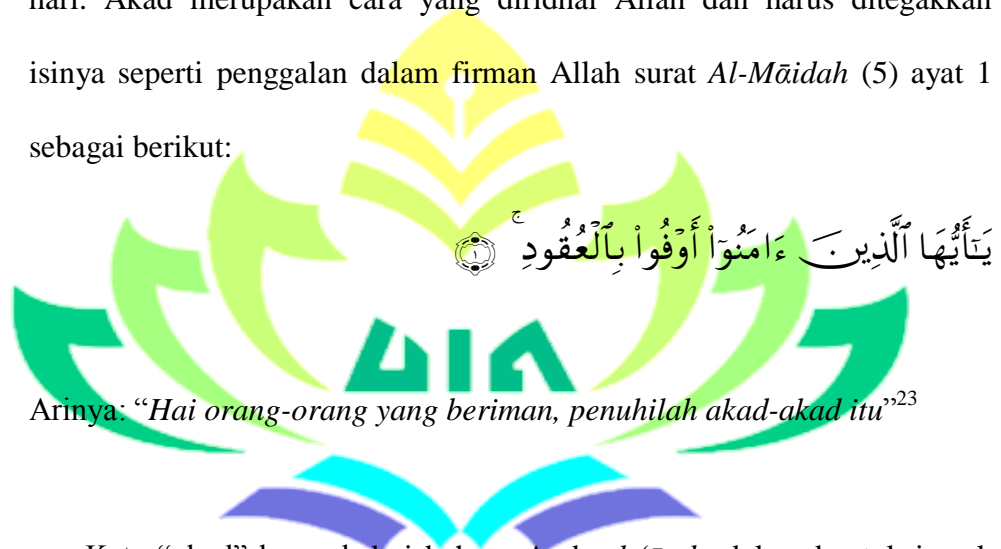 hari. Akad merupakan cara yang diridhai Allah dan harus ditegakkan
isinya seperti penggalan dalam firman Allah surat Al-Māidah (5) ayat 1
sebagai berikut:
يَـٰٓأَيُّهَا ٱلَّذِينَ ءَامَنُوٓا۟ أَوْفُوا۟ بِٱلْعُقُودِ ۚ ١
UIN
Arinya: “Hai orang-orang yang beriman, penuhilah akad-akad itu”23